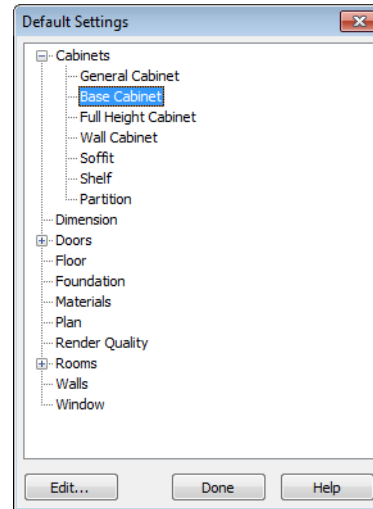 Default Settings
Cabinets
General Cabinet
Base Cabinet
Full Height Cabinet
Wall Cabinet
Soffit
Shelf
Partition
Dimension
Doors
Floor
Foundation
Materials
Plan
Render Quality
Rooms
Walls
Window
Edit... Done Help